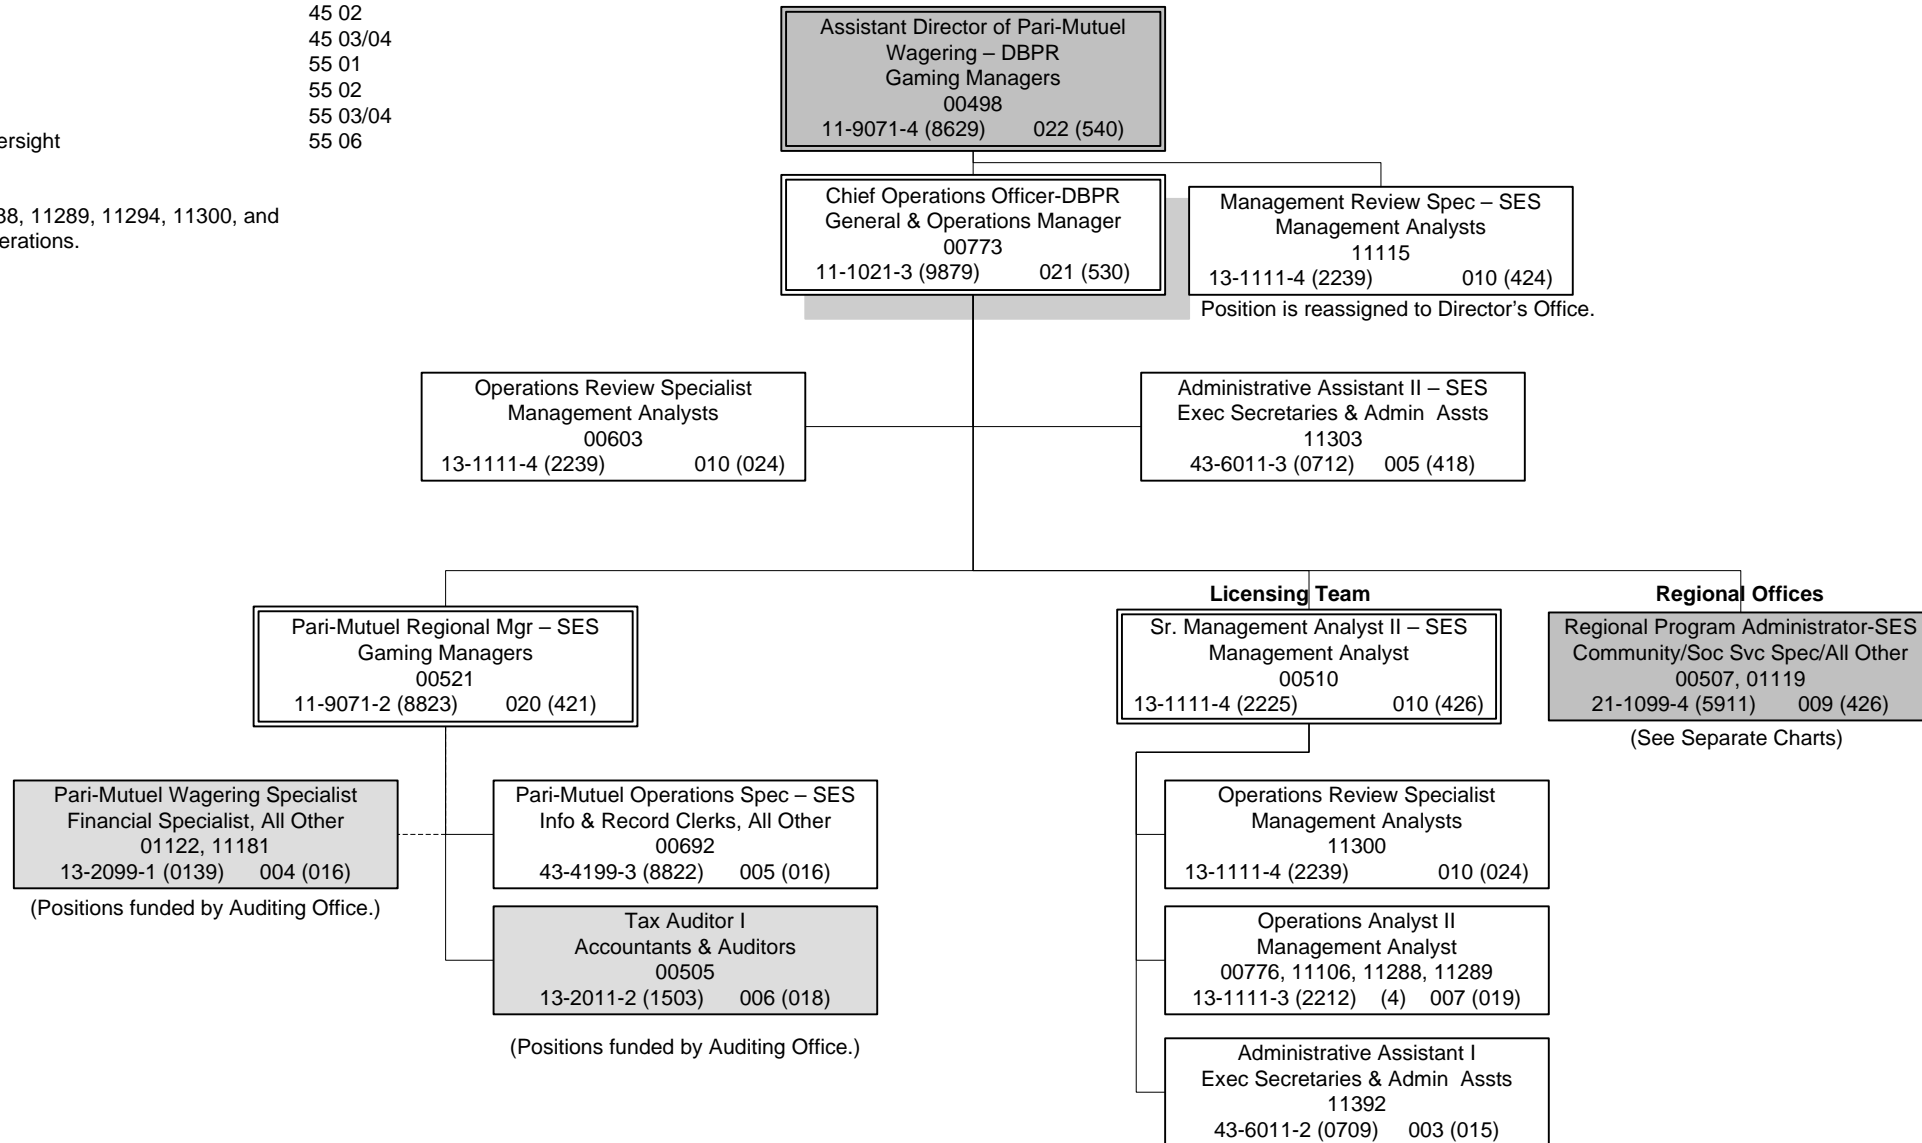 45 02
45 03/04
55 01
55 02
55 03/04
ersight 55 06
38, 11289, 11294, 11300, and
erations.
Assistant Director of Pari-Mutuel
Wagering – DBPR
Gaming Managers
00498
11-9071-4 (8629) 022 (540)
Chief Operations Officer-DBPR
General & Operations Manager
00773
11-1021-3 (9879) 021 (530)
Management Review Spec – SES
Management Analysts
11115
13-1111-4 (2239) 010 (424)
Position is reassigned to Director’s Office.
Operations Review Specialist
Management Analysts
00603
13-1111-4 (2239) 010 (024)
Administrative Assistant II – SES
Exec Secretaries & Admin Assts
11303
43-6011-3 (0712) 005 (418)
Pari-Mutuel Regional Mgr – SES
Gaming Managers
00521
11-9071-2 (8823) 020 (421)
Licensing Team
Sr. Management Analyst II – SES
Management Analyst
00510
13-1111-4 (2225) 010 (426)
Regional Offices
Regional Program Administrator-SES
Community/Soc Svc Spec/All Other
00507, 01119
21-1099-4 (5911) 009 (426)
(See Separate Charts)
Pari-Mutuel Wagering Specialist
Financial Specialist, All Other
01122, 11181
13-2099-1 (0139) 004 (016)
(Positions funded by Auditing Office.)
Pari-Mutuel Operations Spec – SES
Info & Record Clerks, All Other
00692
43-4199-3 (8822) 005 (016)
Tax Auditor I
Accountants & Auditors
00505
13-2011-2 (1503) 006 (018)
(Positions funded by Auditing Office.)
Operations Review Specialist
Management Analysts
11300
13-1111-4 (2239) 010 (024)
Operations Analyst II
Management Analyst
00776, 11106, 11288, 11289
13-1111-3 (2212) (4) 007 (019)
Administrative Assistant I
Exec Secretaries & Admin Assts
11392
43-6011-2 (0709) 003 (015)